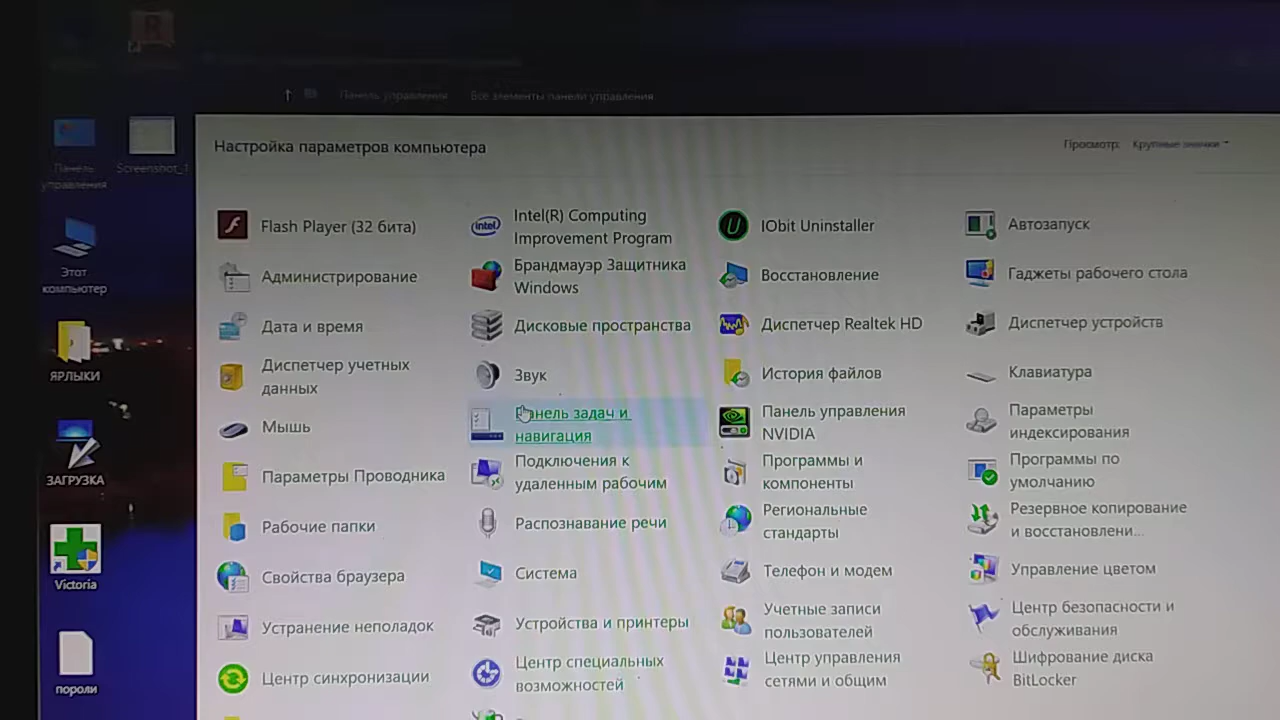 Панель управления
Все элементы панели управления
Настройка параметров компьютера
Просмотр:
Крупные значки
Панель
управления
Screenshot_1
Этот
компьютер
ЯРЛЫКИ
ЗАГРУЗКА
Victoria
пороли
Flash Player (32 бита)
Intel(R) Computing
Improvement Program
IObit Uninstaller
Автозапуск
Администрирование
Брандмауэр Защитника
Windows
Восстановление
Гаджеты рабочего стола
Дата и время
Дисковые пространства
Диспетчер Realtek HD
Диспетчер устройств
Диспетчер учетных
данных
Звук
История файлов
Клавиатура
Мышь
Панель задач и
навигация
Панель управления
NVIDIA
Параметры
индексирования
Параметры Проводника
Подключения к
удаленным рабочим
Программы и
компоненты
Программы по
умолчанию
Рабочие папки
Распознавание речи
Региональные
стандарты
Резервное копирование
и восстановлени...
Свойства браузера
Система
Телефон и модем
Управление цветом
Устранение неполадок
Устройства и принтеры
Учетные записи
пользователей
Центр безопасности и
обслуживания
Центр синхронизации
Центр специальных
возможностей
Центр управления
сетями и общим
Шифрование диска
BitLocker